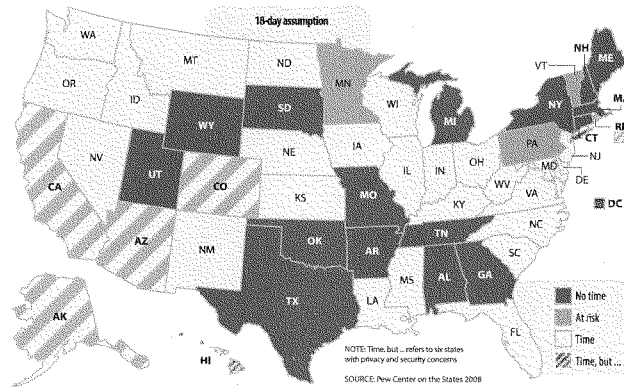 18-day assumption
WA
MT
ND
MN
VT
NH
ME
OR
ID
SD
WI
NY
WY
MI
CT
NV
NE
IA
PA
NJ
UT
CO
IL
IN
OH
MD
DE
CA
KS
MO
WV
VA
KY
DC
AZ
NM
OK
AR
TN
NC
SC
TX
LA
MS
AL
GA
FL
AK
HI
No time
At risk
Time
Time, but ...
NOTE: Time, but ... refers to six states
with privacy and security concerns
SOURCE: Pew Center on the States 2008